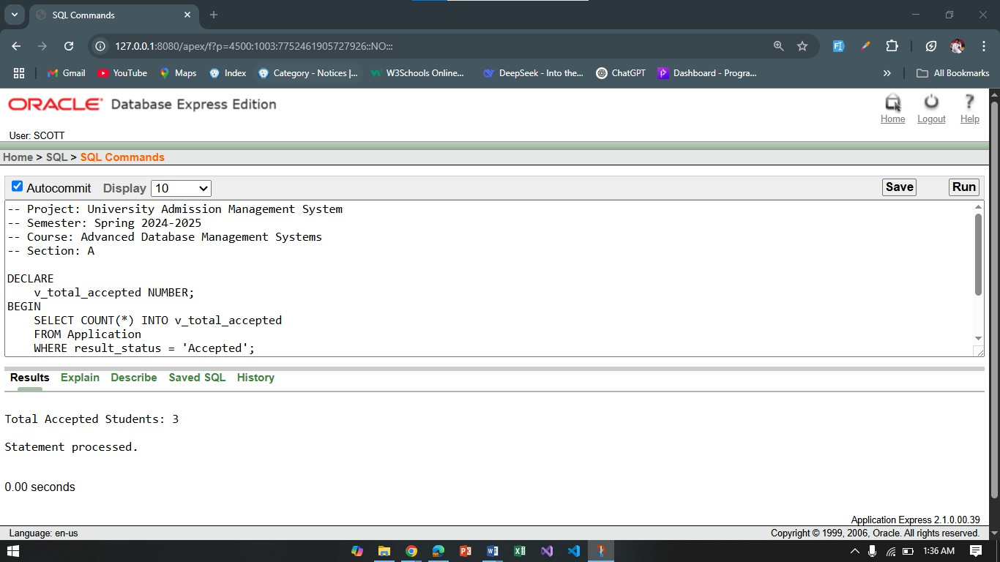 SQL Commands
127.0.0.1:8080/apex/f?p=4500:1003:7752461905727926::NO:::
Gmail YouTube Maps Index Category - Notices |... W3Schools Online... DeepSeek - Into the... ChatGPT Dashboard - Progra... » All Bookmarks
ORACLE Database Express Edition
Home Logout Help
User: SCOTT
Home > SQL > SQL Commands
Autocommit Display 10 Save Run
-- Project: University Admission Management System
-- Semester: Spring 2024-2025
-- Course: Advanced Database Management Systems
-- Section: A
DECLARE
v_total_accepted NUMBER;
BEGIN
SELECT COUNT(*) INTO v_total_accepted
FROM Application
WHERE result_status = 'Accepted';
Results Explain Describe Saved SQL History
Total Accepted Students: 3
Statement processed.
0.00 seconds
Application Express 2.1.0.00.39
Language: en-us Copyright © 1999, 2006, Oracle. All rights reserved.
1:36 AM